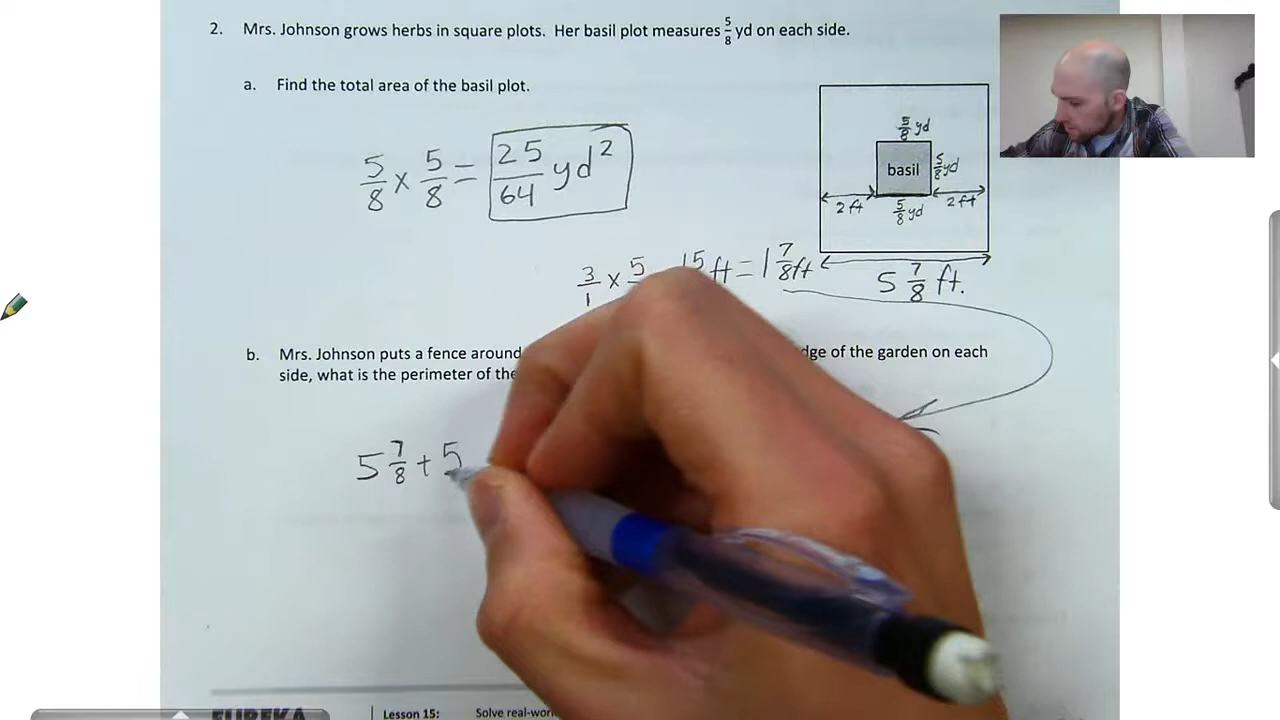 2. Mrs. Johnson grows herbs in square plots. Her basil plot measures 5/8 yd on each side.
a. Find the total area of the basil plot.
5/8 yd
5/8 × 5/8 = 25/64 yd²
basil
5/8 yd
2 ft
5/8 yd
2 ft
3/1 × 5 15 ft = 1 7/8 ft
5 7/8 ft.
b. Mrs. Johnson puts a fence around of the garden on each
side, what is the perimeter of the
5 7/8 + 5
EUREKA
Lesson 15: